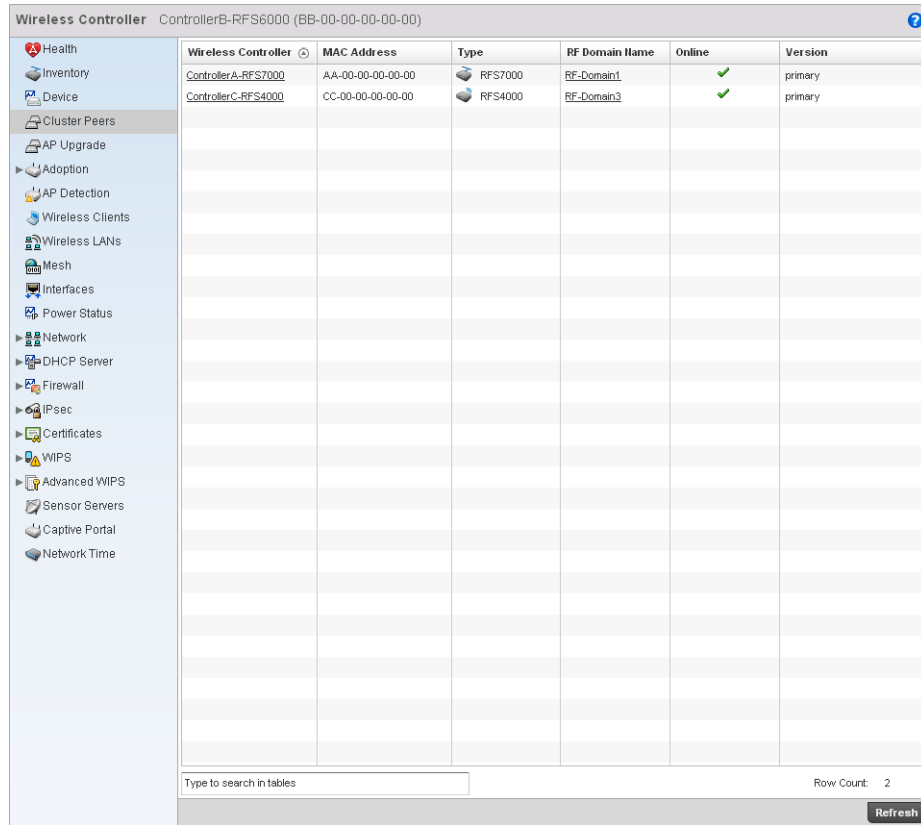 Wireless Controller ControllerB-RFS6000 (BB-00-00-00-00-00)
?
Health
Inventory
Device
Cluster Peers
AP Upgrade
Adoption
AP Detection
Wireless Clients
Wireless LANs
Mesh
Interfaces
Power Status
Network
DHCP Server
Firewall
IPsec
Certificates
WIPS
Advanced WIPS
Sensor Servers
Captive Portal
Network Time
Wireless Controller MAC Address Type RF Domain Name Online Version
ControllerA-RFS7000 AA-00-00-00-00-00 RFS7000 RF-Domain1 primary
ControllerC-RFS4000 CC-00-00-00-00-00 RFS4000 RF-Domain3 primary
Type to search in tables Row Count: 2
Refresh